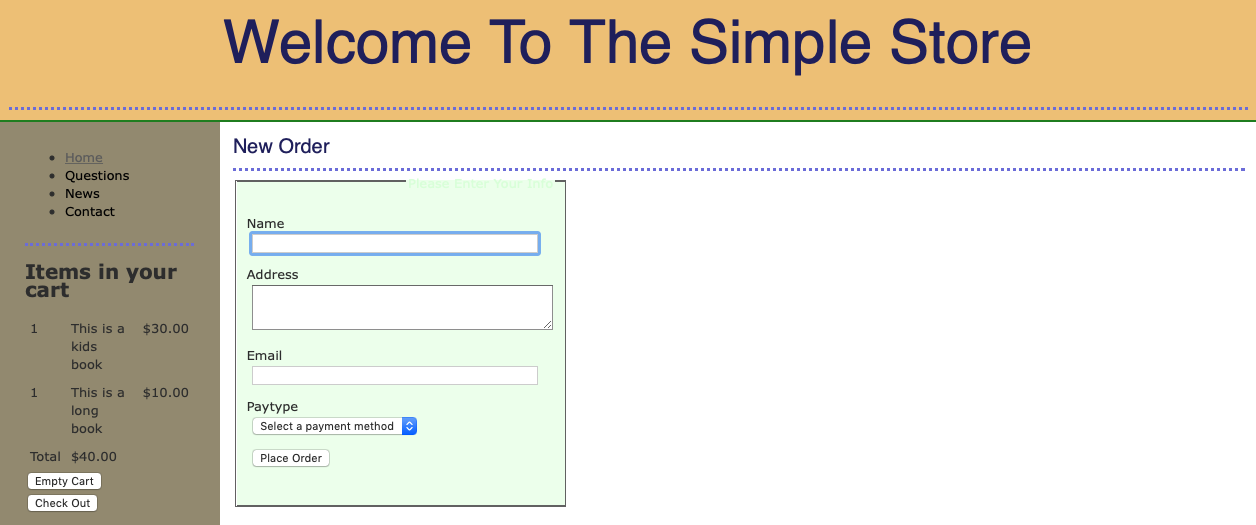 Welcome To The Simple Store
Home
Questions
News
Contact
Items in your
cart
1 This is a $30.00
kids
book
1 This is a $10.00
long
book
Total $40.00
Empty Cart
Check Out
New Order
Please Enter Your Info
Name
Address
Email
Paytype
Select a payment method
Place Order